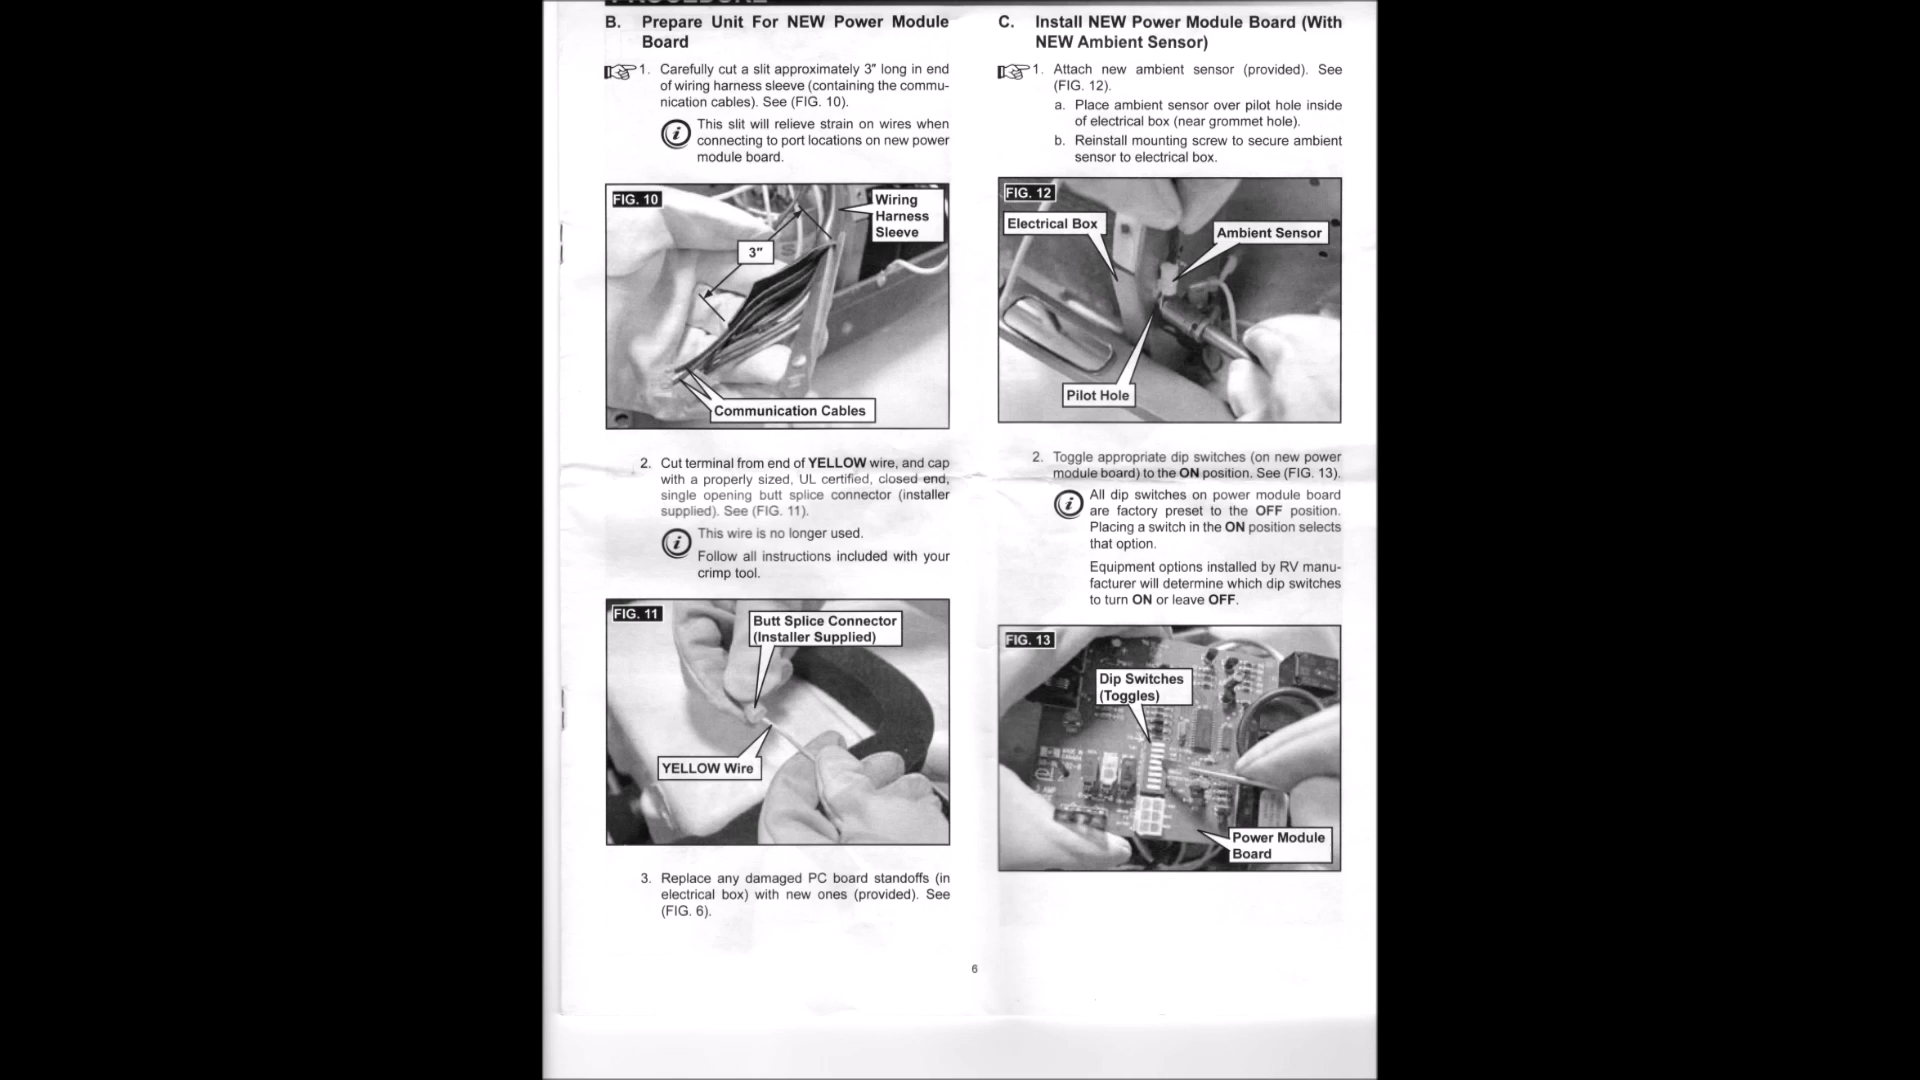 PROCEDURE
B. Prepare Unit For NEW Power Module
Board
1. Carefully cut a slit approximately 3" long in end
of wiring harness sleeve (containing the commu-
nication cables). See (FIG. 10).
This slit will relieve strain on wires when
connecting to port locations on new power
module board.
FIG. 10
Wiring
Harness
Sleeve
3"
Communication Cables
2. Cut terminal from end of YELLOW wire, and cap
with a properly sized, UL certified, closed end,
single opening butt splice connector (installer
supplied). See (FIG. 11).
This wire is no longer used.
Follow all instructions included with your
crimp tool.
FIG. 11
Butt Splice Connector
(Installer Supplied)
YELLOW Wire
3. Replace any damaged PC board standoffs (in
electrical box) with new ones (provided). See
(FIG. 6).
C. Install NEW Power Module Board (With
NEW Ambient Sensor)
1. Attach new ambient sensor (provided). See
(FIG. 12).
a. Place ambient sensor over pilot hole inside
of electrical box (near grommet hole).
b. Reinstall mounting screw to secure ambient
sensor to electrical box.
FIG. 12
Electrical Box
Ambient Sensor
Pilot Hole
2. Toggle appropriate dip switches (on new power
module board) to the ON position. See (FIG. 13).
All dip switches on power module board
are factory preset to the OFF position.
Placing a switch in the ON position selects
that option.
Equipment options installed by RV manu-
facturer will determine which dip switches
to turn ON or leave OFF.
FIG. 13
Dip Switches
(Toggles)
Power Module
Board
6